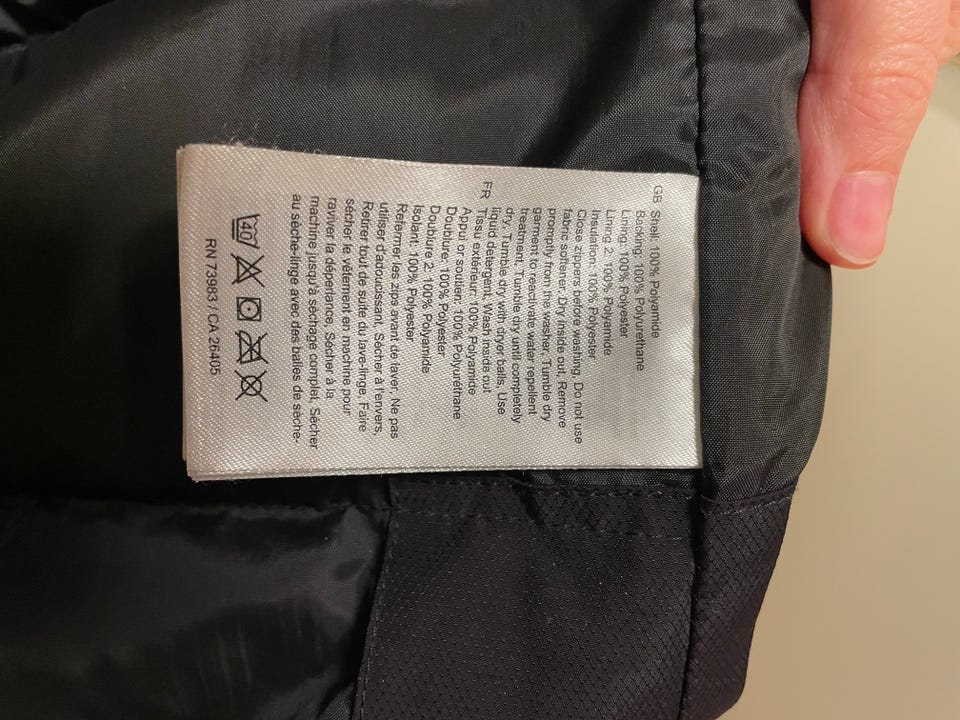 GB Shell: 100% Polyamide
Backing: 100% Polyurethane
Lining: 100% Polyester
Lining 2: 100% Polyamide
Insulation: 100% Polyester
Close zippers before washing. Do not use
fabric softener. Dry inside out. Remove
promptly from the washer. Tumble dry
garment to reactivate water repellent
treatment. Tumble dry until completely
dry. Tumble dry with dryer balls. Use
liquid detergent. Wash inside out
FR Tissu extérieur: 100% Polyamide
Appui or soutien: 100% Polyuréthane
Doublure: 100% Polyester
Doublure 2: 100% Polyamide
Isolant: 100% Polyester
Refermer les zips avant de laver. Ne pas
utiliser d'adoucissant. Sécher à l'envers.
Retirer tout de suite du lave-linge. Faire
sécher le vêtement en machine pour
raviver la déperlance. Sécher à la
machine jusqu'à séchage complet. Sécher
au sèche-linge avec des balles de sèche-
40
RN 73983 / CA 26405